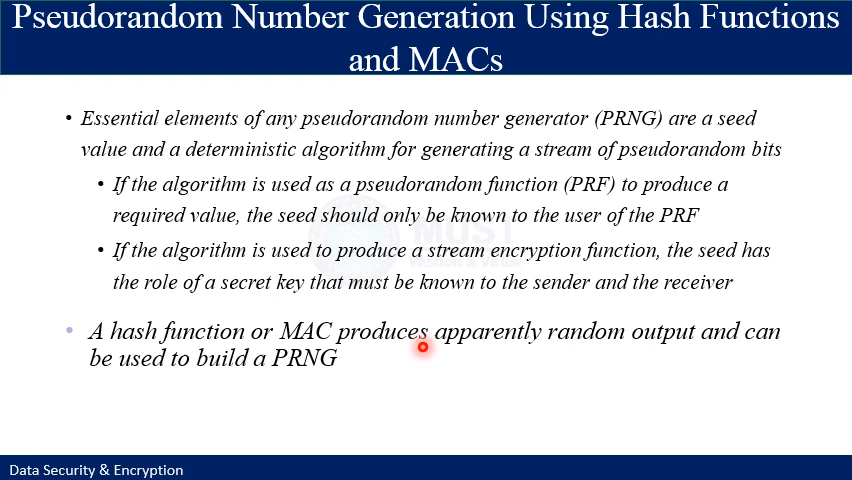 Pseudorandom Number Generation Using Hash Functions
and MACs
• Essential elements of any pseudorandom number generator (PRNG) are a seed
value and a deterministic algorithm for generating a stream of pseudorandom bits
• If the algorithm is used as a pseudorandom function (PRF) to produce a
required value, the seed should only be known to the user of the PRF
• If the algorithm is used to produce a stream encryption function, the seed has
the role of a secret key that must be known to the sender and the receiver
• A hash function or MAC produces apparently random output and can
be used to build a PRNG
MUST
Data Security & Encryption